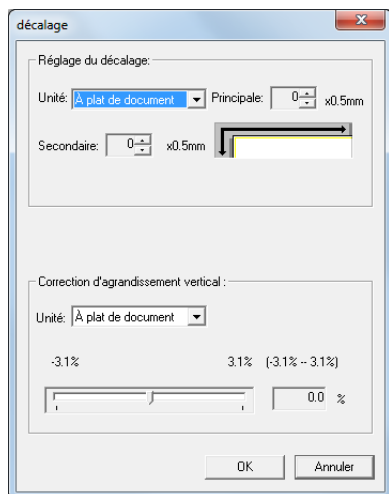 décalage
Réglage du décalage:
Unité: À plat de document Principale: 0 x0.5mm
Secondaire: 0 x0.5mm
Correction d'agrandissement vertical :
Unité: À plat de document
-3.1% 3.1% (-3.1% -- 3.1%)
0.0 %
OK Annuler